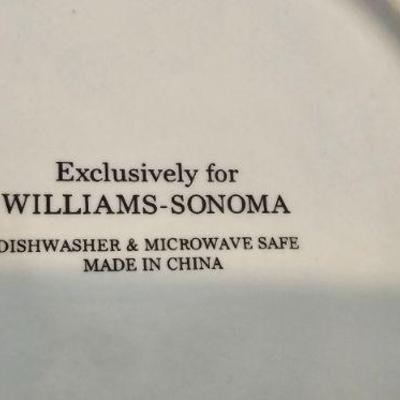 Exclusively for
WILLIAMS-SONOMA
DISHWASHER & MICROWAVE SAFE
MADE IN CHINA